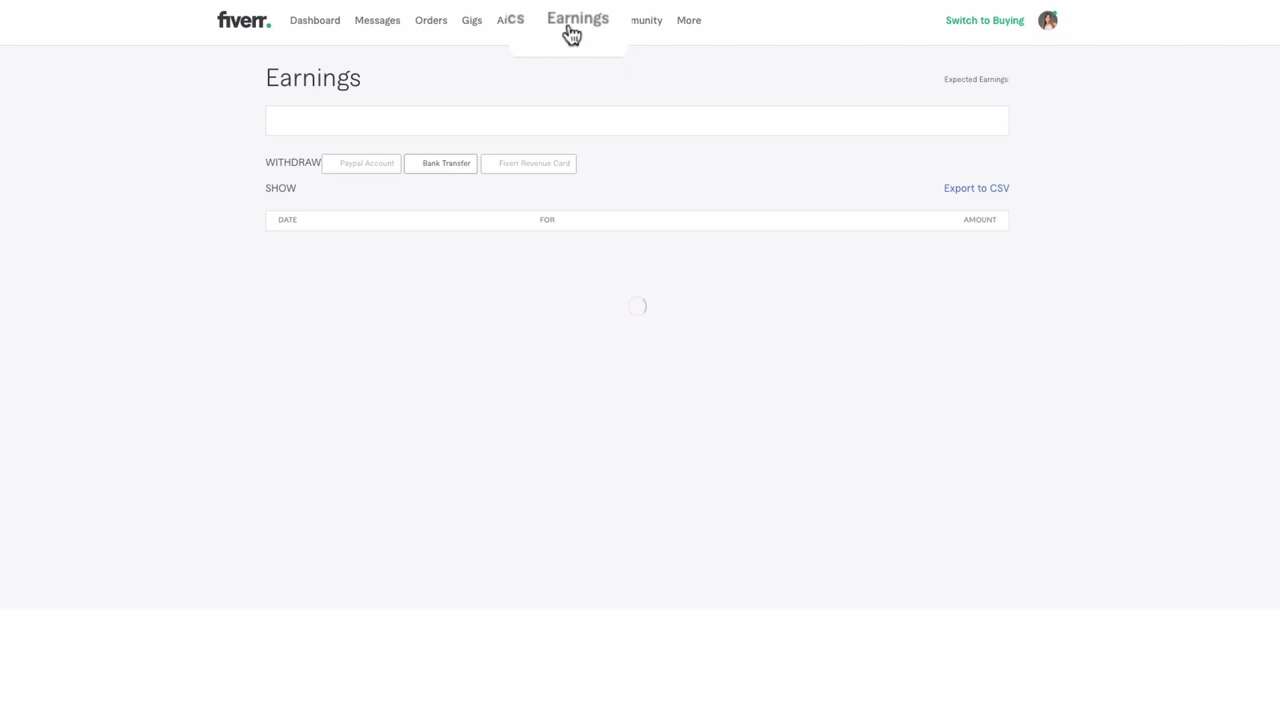 fiverr. Dashboard Messages Orders Gigs Earnings More Switch to Buying
Earnings Expected Earnings:
WITHDRAW Paypal Account Bank Transfer Fiverr Revenue Card
SHOW Export to CSV
DATE FOR AMOUNT